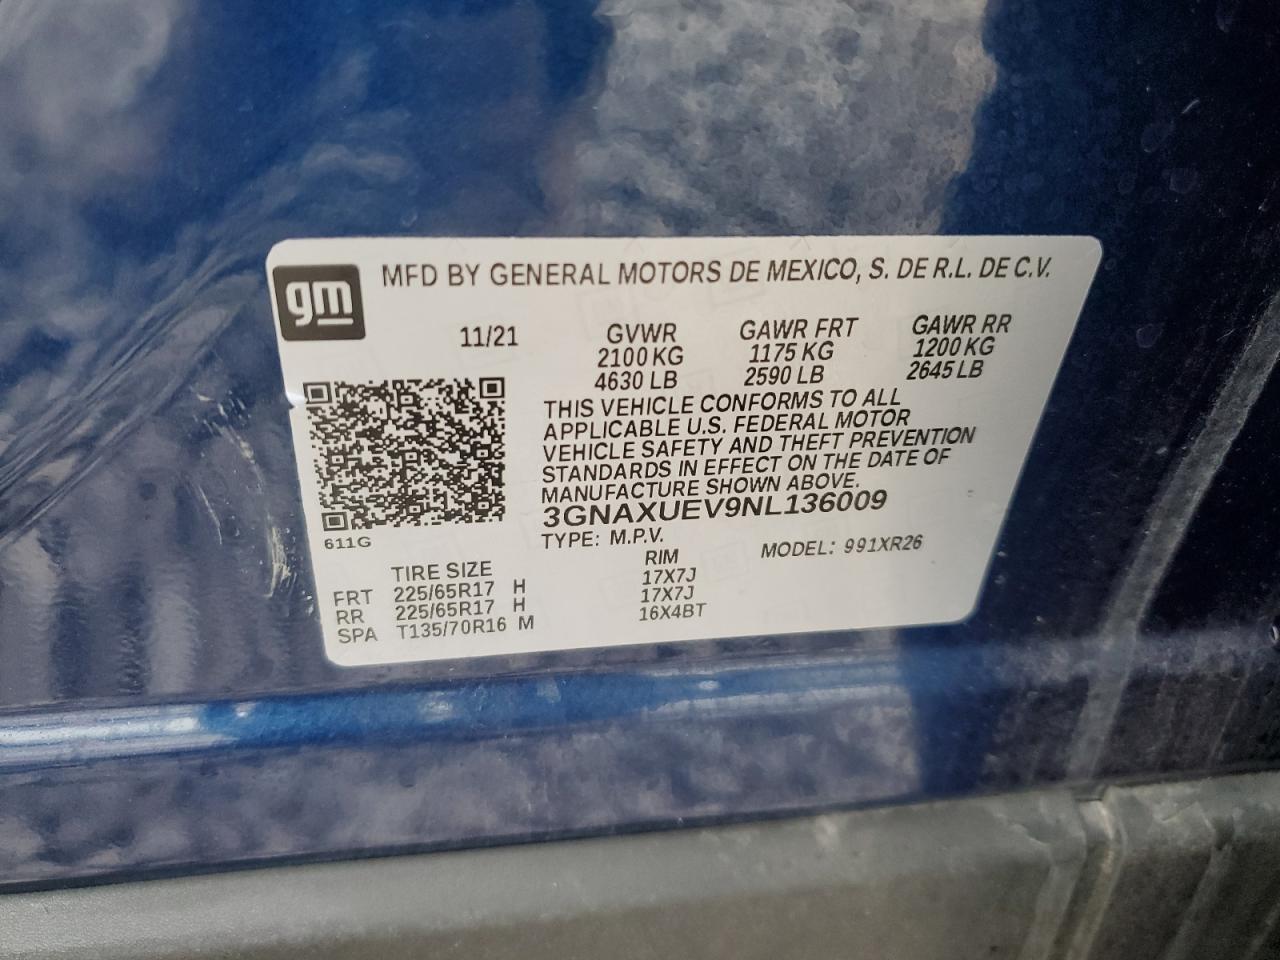 gm
MFD BY GENERAL MOTORS DE MEXICO, S. DE R.L. DE C.V.
11/21 GVWR GAWR FRT GAWR RR
2100 KG 1175 KG 1200 KG
4630 LB 2590 LB 2645 LB
THIS VEHICLE CONFORMS TO ALL
APPLICABLE U.S. FEDERAL MOTOR
VEHICLE SAFETY AND THEFT PREVENTION
STANDARDS IN EFFECT ON THE DATE OF
MANUFACTURE SHOWN ABOVE.
3GNAXUEV9NL136009
611G
TYPE: M.P.V. MODEL: 991XR26
TIRE SIZE RIM
FRT 225/65R17 H 17X7J
RR 225/65R17 H 17X7J
SPA T135/70R16 M 16X4BT